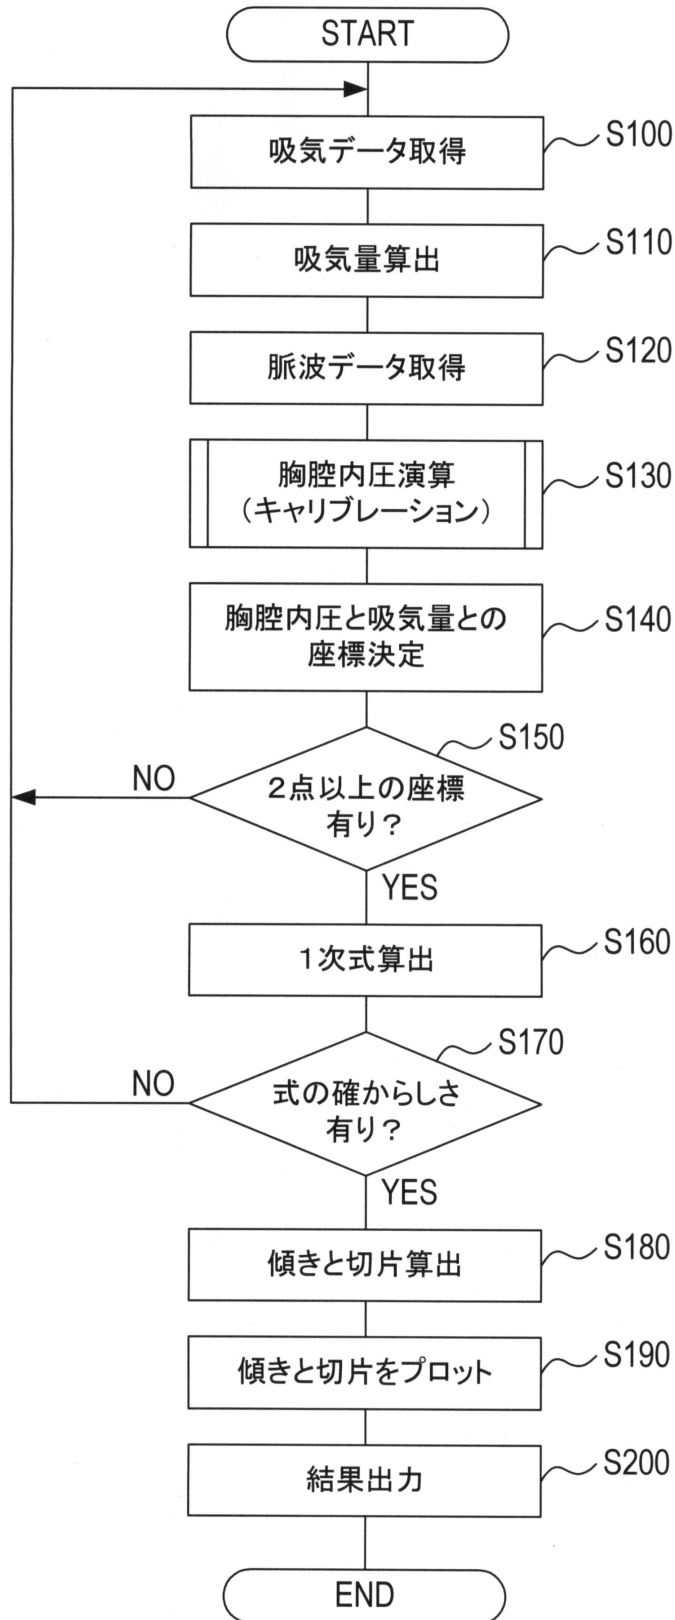 START
吸気データ取得
S100
吸気量算出
S110
脈波データ取得
S120
胸腔内圧演算
（キャリブレーション）
S130
胸腔内圧と吸気量との
座標決定
S140
S150
２点以上の座標
有り？
NO
YES
１次式算出
S160
S170
式の確からしさ
有り？
NO
YES
傾きと切片算出
S180
傾きと切片をプロット
S190
結果出力
S200
END